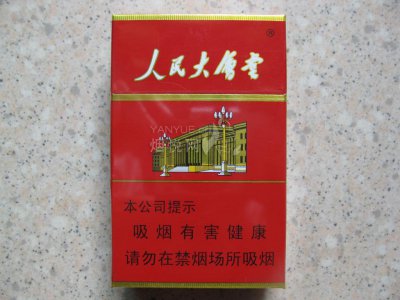 人民大會堂
®
YANYUE
本公司提示
吸烟有害健康
请勿在禁烟场所吸烟